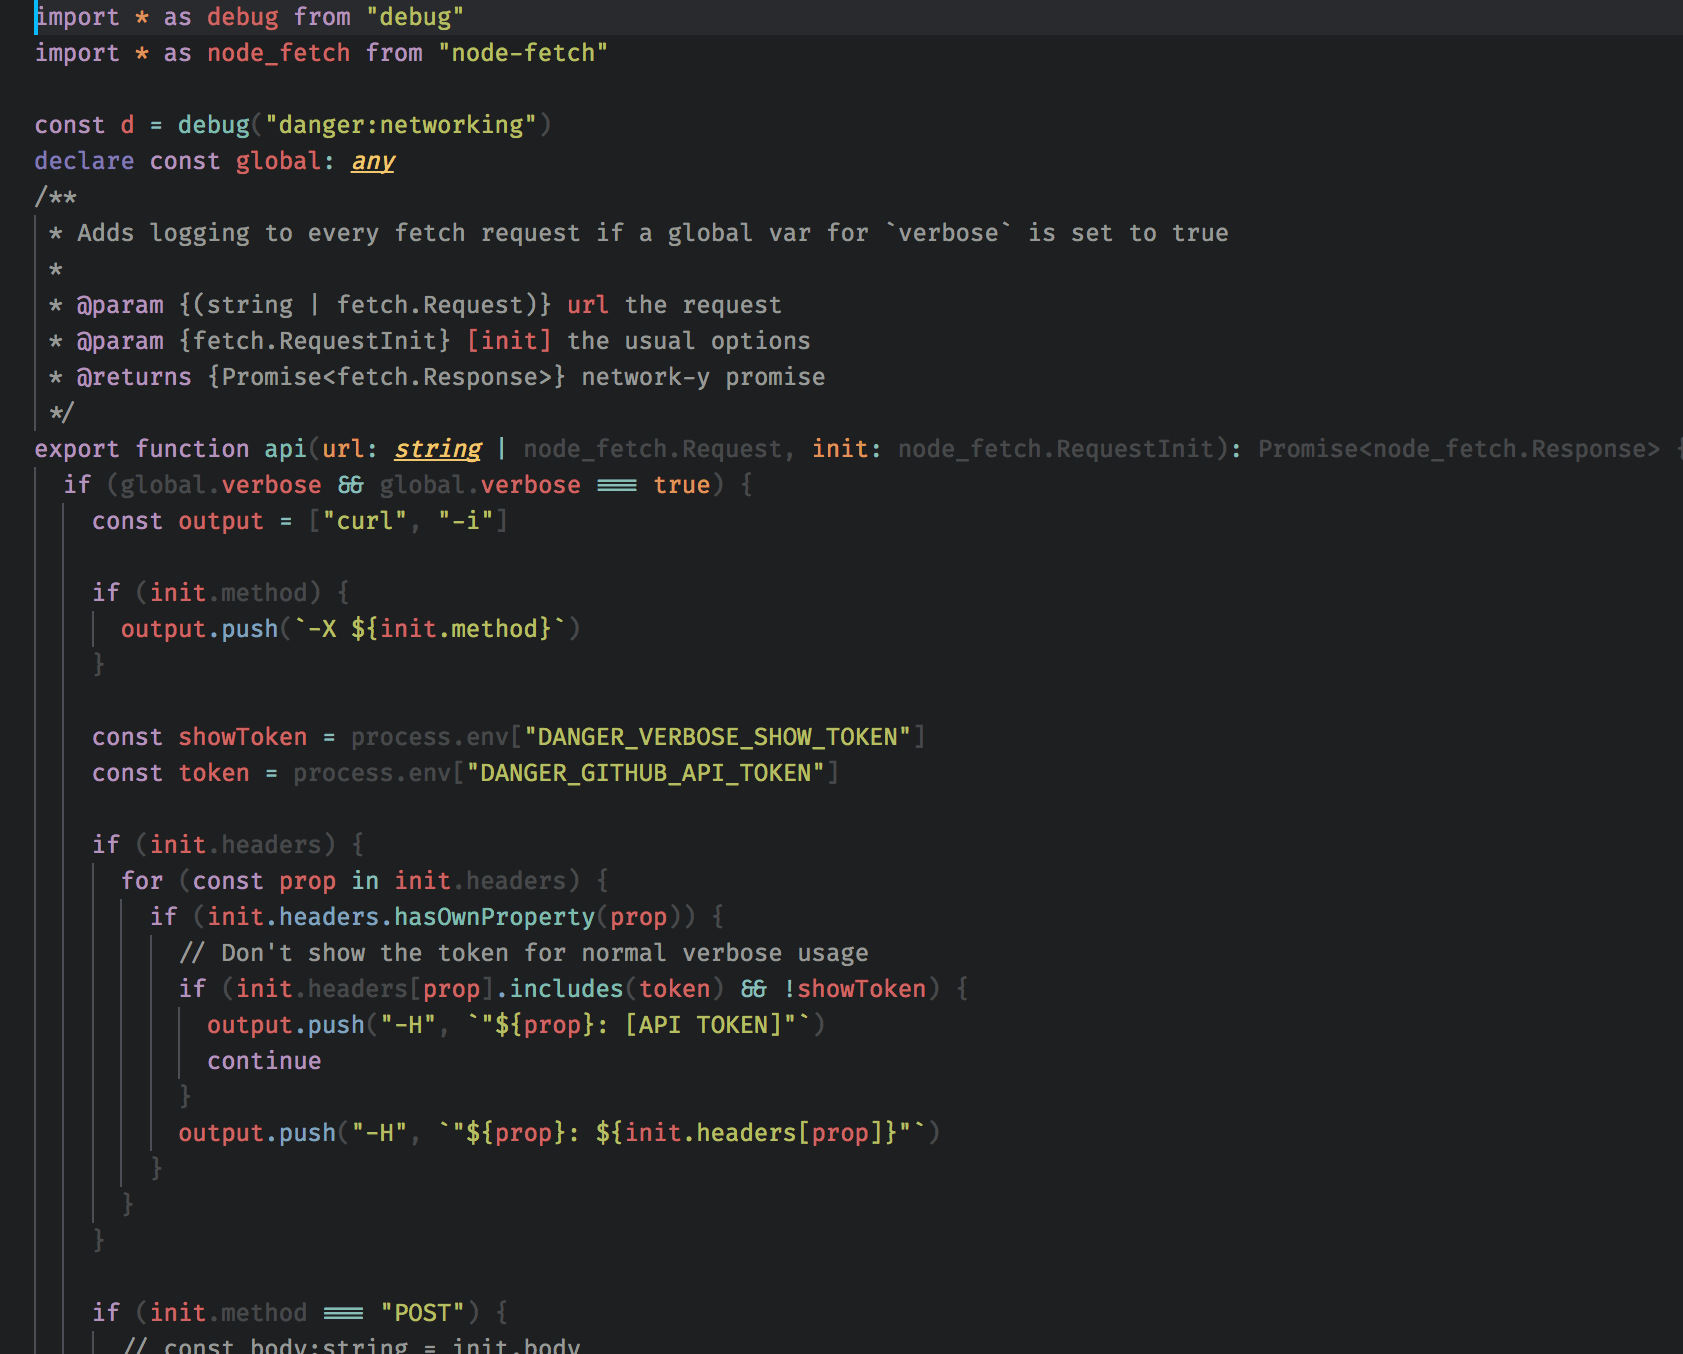 import * as debug from "debug"
import * as node_fetch from "node-fetch"
const d = debug("danger:networking")
declare const global: any
/**
* Adds logging to every fetch request if a global var for `verbose` is set to true
*
* @param {(string | fetch.Request)} url the request
* @param {fetch.RequestInit} [init] the usual options
* @returns {Promise<fetch.Response>} network-y promise
*/
export function api(url: string | node_fetch.Request, init: node_fetch.RequestInit): Promise<node_fetch.Response> {
if (global.verbose && global.verbose === true) {
const output = ["curl", "-i"]
if (init.method) {
output.push(`-X ${init.method}`)
}
const showToken = process.env["DANGER_VERBOSE_SHOW_TOKEN"]
const token = process.env["DANGER_GITHUB_API_TOKEN"]
if (init.headers) {
for (const prop in init.headers) {
if (init.headers.hasOwnProperty(prop)) {
// Don't show the token for normal verbose usage
if (init.headers[prop].includes(token) && !showToken) {
output.push("-H", `"${prop}: [API TOKEN]"`)
continue
}
output.push("-H", `"${prop}: ${init.headers[prop]}"`)
}
}
}
if (init.method === "POST") {
// const body:string = init.body